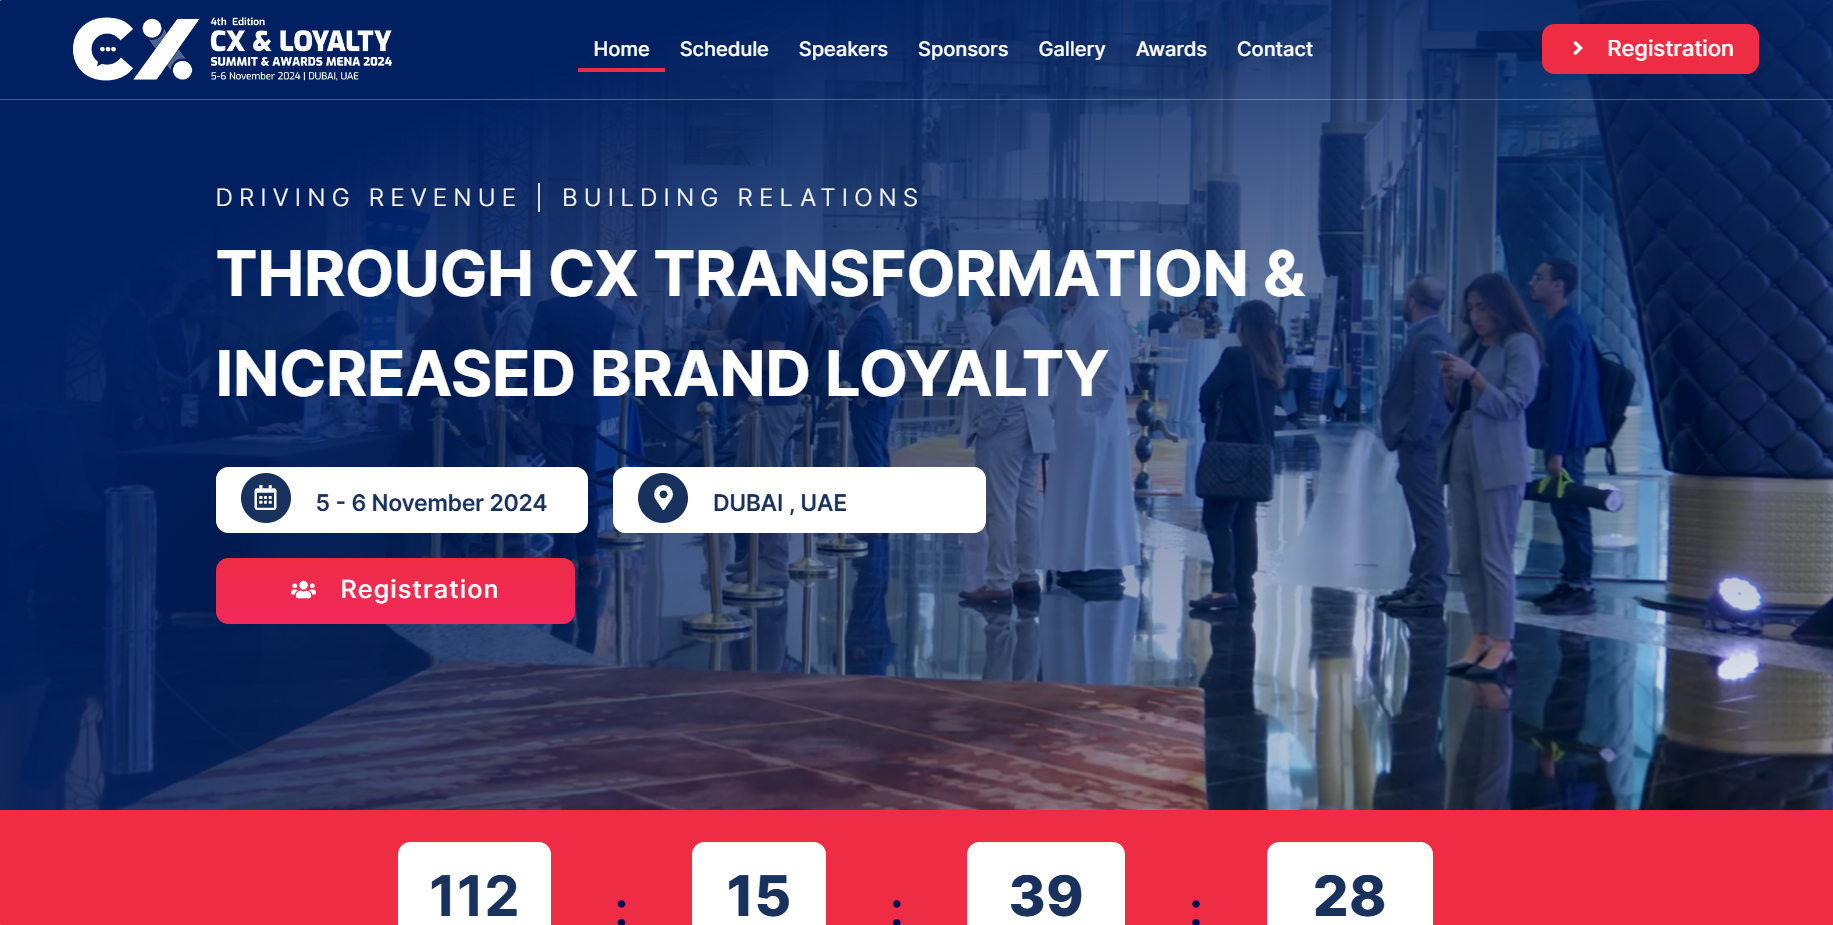 4th Edition
CX & LOYALTY
SUMMIT & AWARDS MENA 2024
5-6 November 2024 | DUBAI, UAE
Home Schedule Speakers Sponsors Gallery Awards Contact
Registration
DRIVING REVENUE | BUILDING RELATIONS
THROUGH CX TRANSFORMATION &
INCREASED BRAND LOYALTY
5 - 6 November 2024
DUBAI , UAE
Registration
112 : 15 : 39 : 28